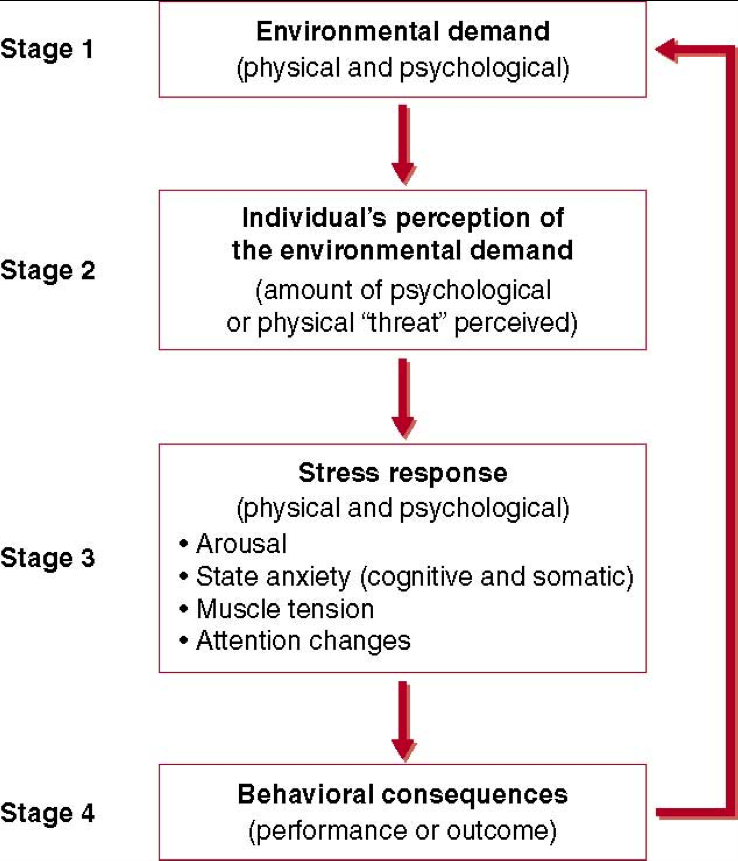 Stage 1
Environmental demand
(physical and psychological)
Stage 2
Individual’s perception of
the environmental demand
(amount of psychological
or physical “threat” perceived)
Stage 3
Stress response
(physical and psychological)
• Arousal
• State anxiety (cognitive and somatic)
• Muscle tension
• Attention changes
Stage 4
Behavioral consequences
(performance or outcome)